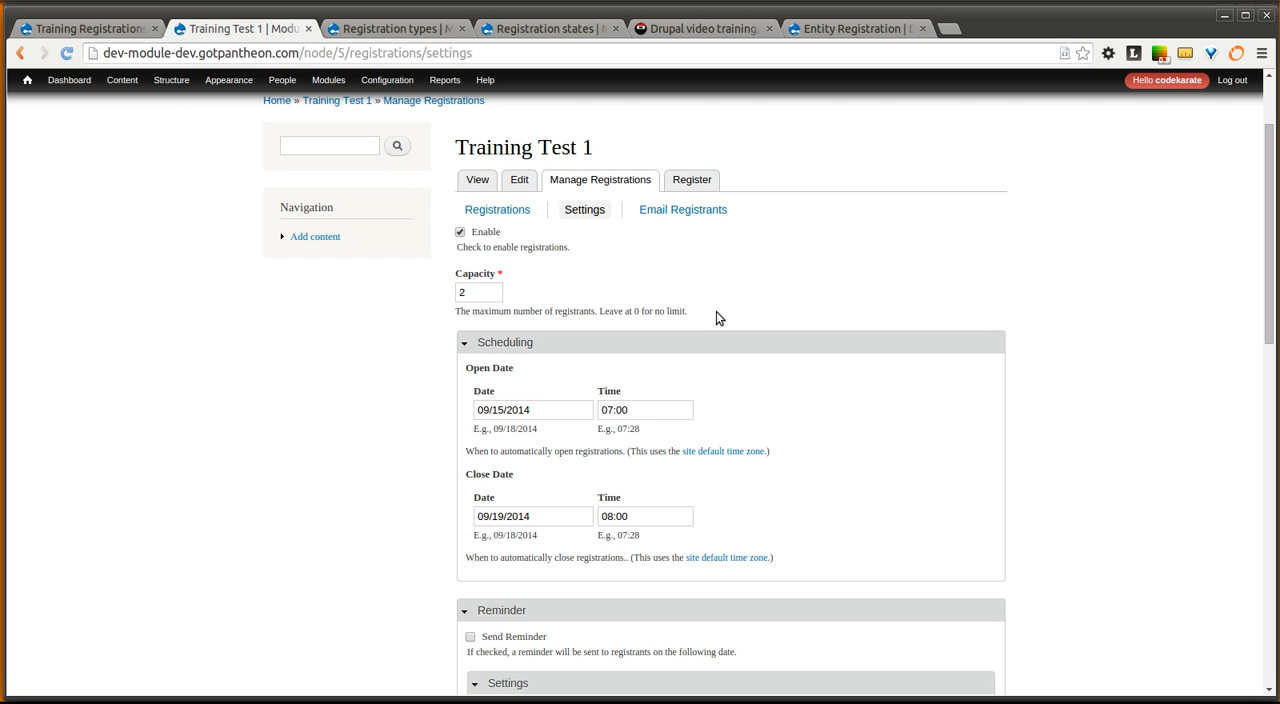 Training Registrations
Training Test 1 | Modu
Registration types | M
Registration states | M
Drupal video training,
Entity Registration | D
dev-module-dev.gotpantheon.com/node/5/registrations/settings
Dashboard Content Structure Appearance People Modules Configuration Reports Help Hello codekarate Log out
Home » Training Test 1 » Manage Registrations
Navigation
Add content
Training Test 1
View Edit Manage Registrations Register
Registrations Settings Email Registrants
Enable
Check to enable registrations.
Capacity *
2
The maximum number of registrants. Leave at 0 for no limit.
Scheduling
Open Date
Date Time
09/15/2014 07:00
E.g., 09/18/2014 E.g., 07:28
When to automatically open registrations. (This uses the site default time zone.)
Close Date
Date Time
09/19/2014 08:00
E.g., 09/18/2014 E.g., 07:28
When to automatically close registrations.. (This uses the site default time zone.)
Reminder
Send Reminder
If checked, a reminder will be sent to registrants on the following date.
Settings